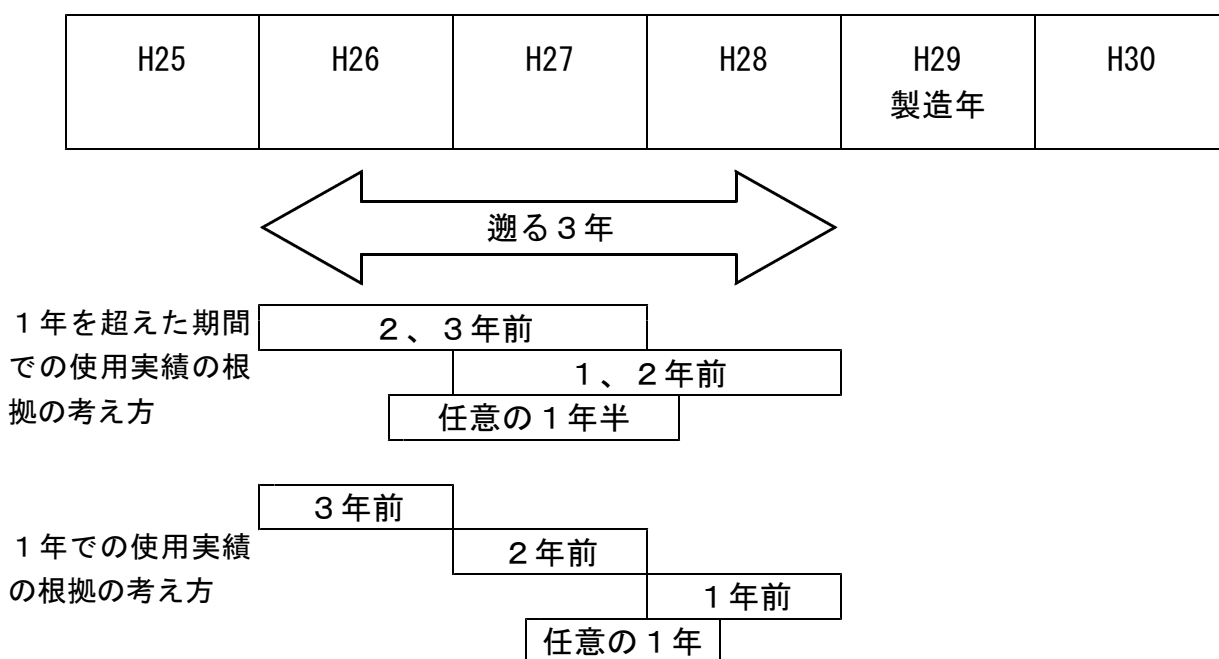 H25 H26 H27 H28 H29 H30
製造年
遡る３年
１年を超えた期間
での使用実績の根
拠の考え方
２、３年前
１、２年前
任意の１年半
３年前
１年での使用実績
の根拠の考え方
２年前
１年前
任意の１年